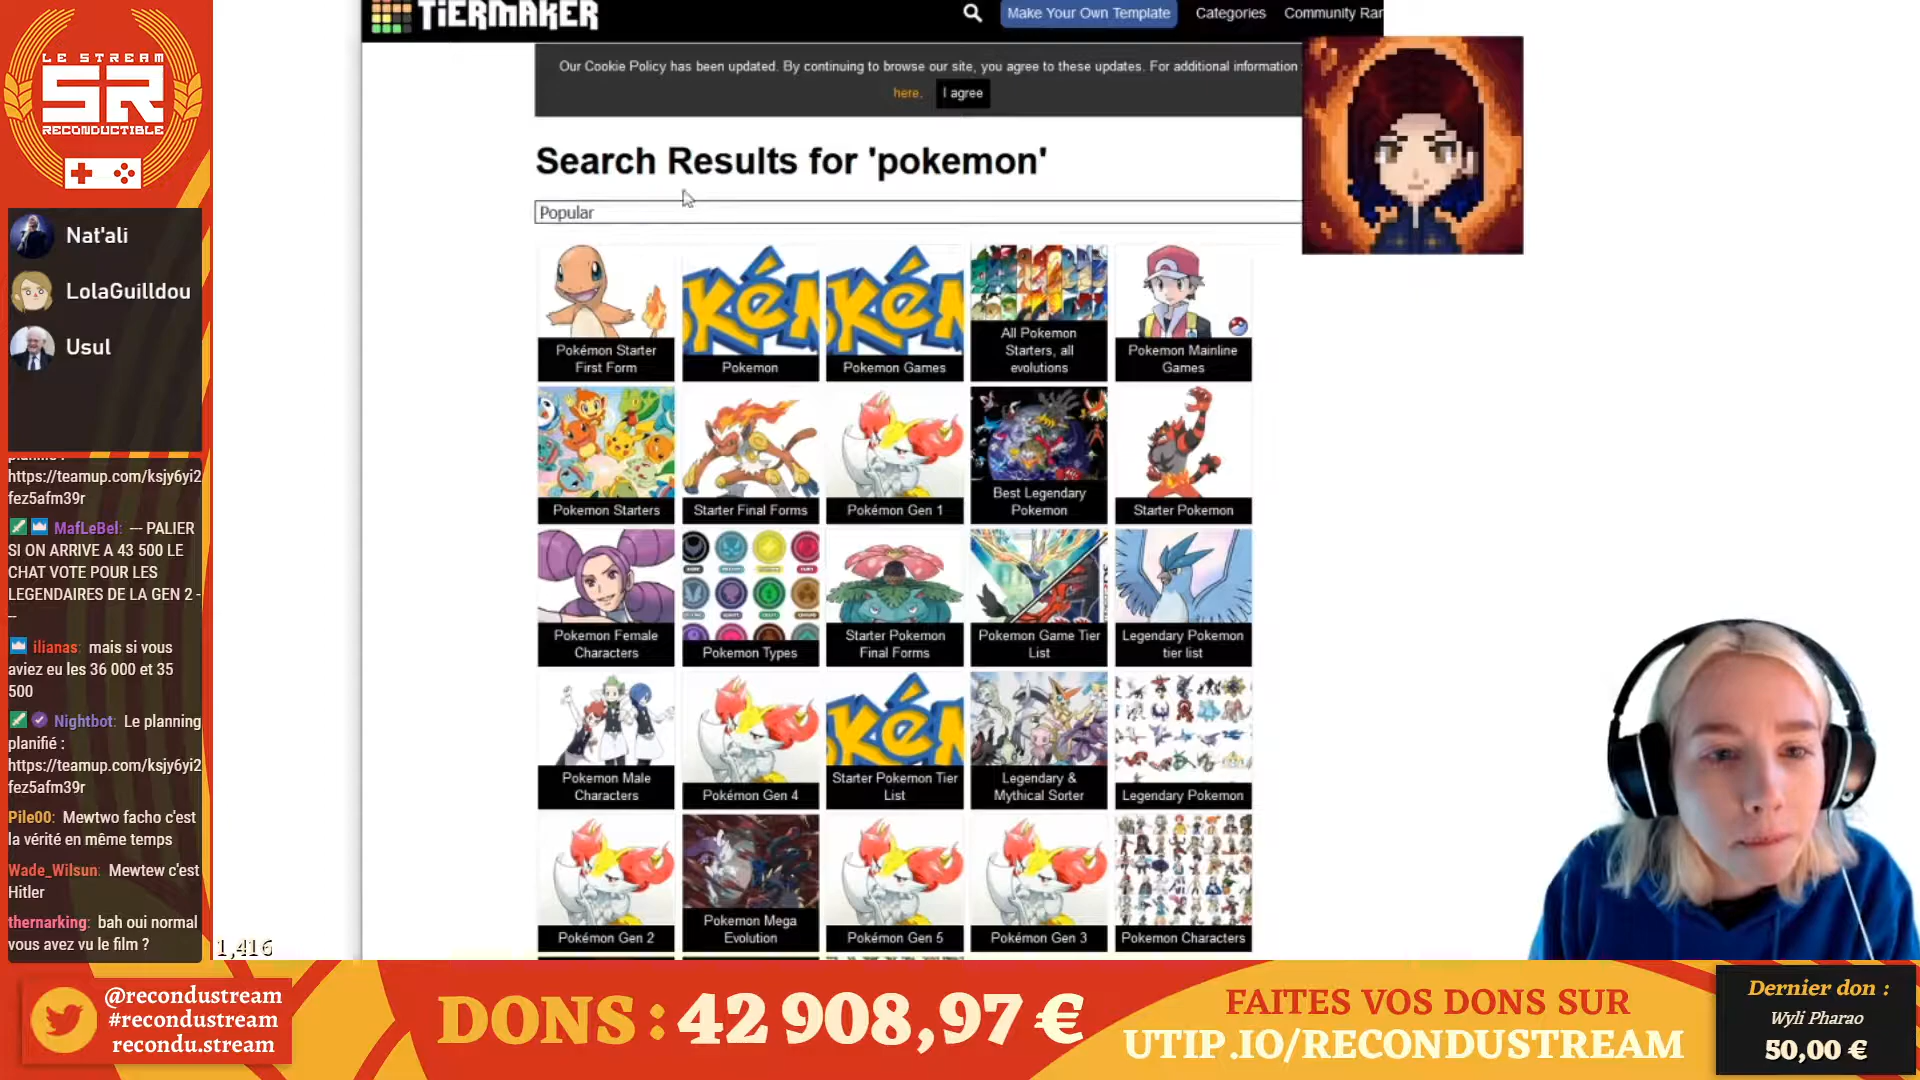 LE STREAM
SR
RECONDUCTIBLE
Nat'ali
LolaGuilldou
Usul
https://teamup.com/ksjy6yi2
fez5afm39r
MafLeBel: --- PALIER
SI ON ARRIVE A 43 500 LE
CHAT VOTE POUR LES
LEGENDAIRES DE LA GEN 2 -
--
ilianas: mais si vous
aviez eu les 36 000 et 35
500
Nightbot: Le planning
planifié :
https://teamup.com/ksjy6yi2
fez5afm39r
Pile00: Mewtwo facho c'est
la vérité en même temps
Wade_Wilsun: Mewtew c'est
Hitler
thernarking: bah oui normal
vous avez vu le film ?
1,416
TiERMAKER
Make Your Own Template
Categories
Community Ran
Our Cookie Policy has been updated. By continuing to browse our site, you agree to these updates. For additional information
here. I agree
Search Results for 'pokemon'
Popular
Pokémon Starter
First Form
Pokemon
Pokemon Games
All Pokemon
Starters, all
evolutions
Pokemon Mainline
Games
Pokemon Starters
Starter Final Forms
Pokémon Gen 1
Best Legendary
Pokemon
Starter Pokemon
Pokemon Female
Characters
Pokemon Types
Starter Pokemon
Final Forms
Pokemon Game Tier
List
Legendary Pokemon
tier list
Pokemon Male
Characters
Pokémon Gen 4
Starter Pokemon Tier
List
Legendary &
Mythical Sorter
Legendary Pokemon
Pokémon Gen 2
Pokemon Mega
Evolution
Pokémon Gen 5
Pokémon Gen 3
Pokemon Characters
@recondustream
#recondustream
recondu.stream
DONS : 42 908,97 €
FAITES VOS DONS SUR
UTIP.IO/RECONDUSTREAM
Dernier don :
Wyli Pharao
50,00 €